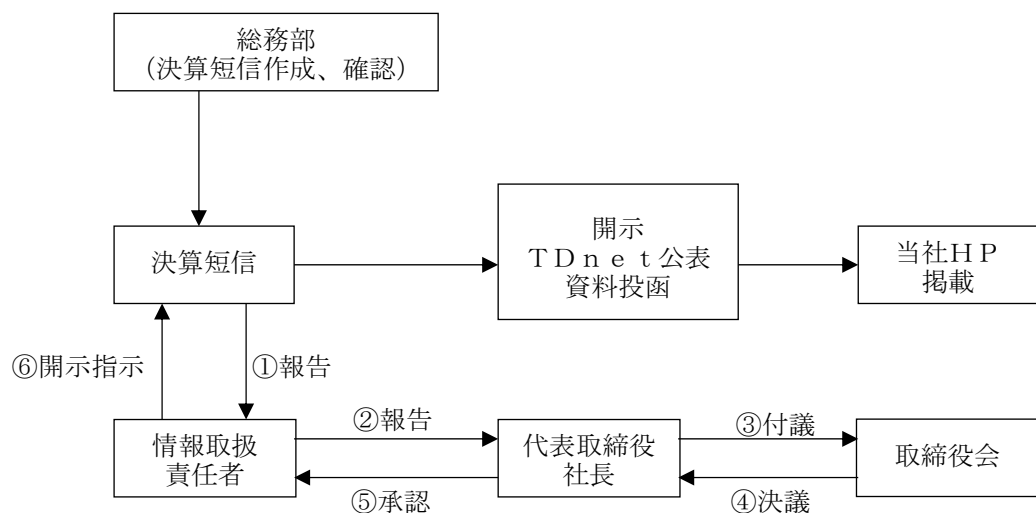 総務部
（決算短信作成、確認）
決算短信
開示
ＴＤｎｅｔ公表
資料投函
当社ＨＰ
掲載
⑥開示指示
①報告
情報取扱
責任者
②報告
⑤承認
代表取締役
社長
③付議
④決議
取締役会